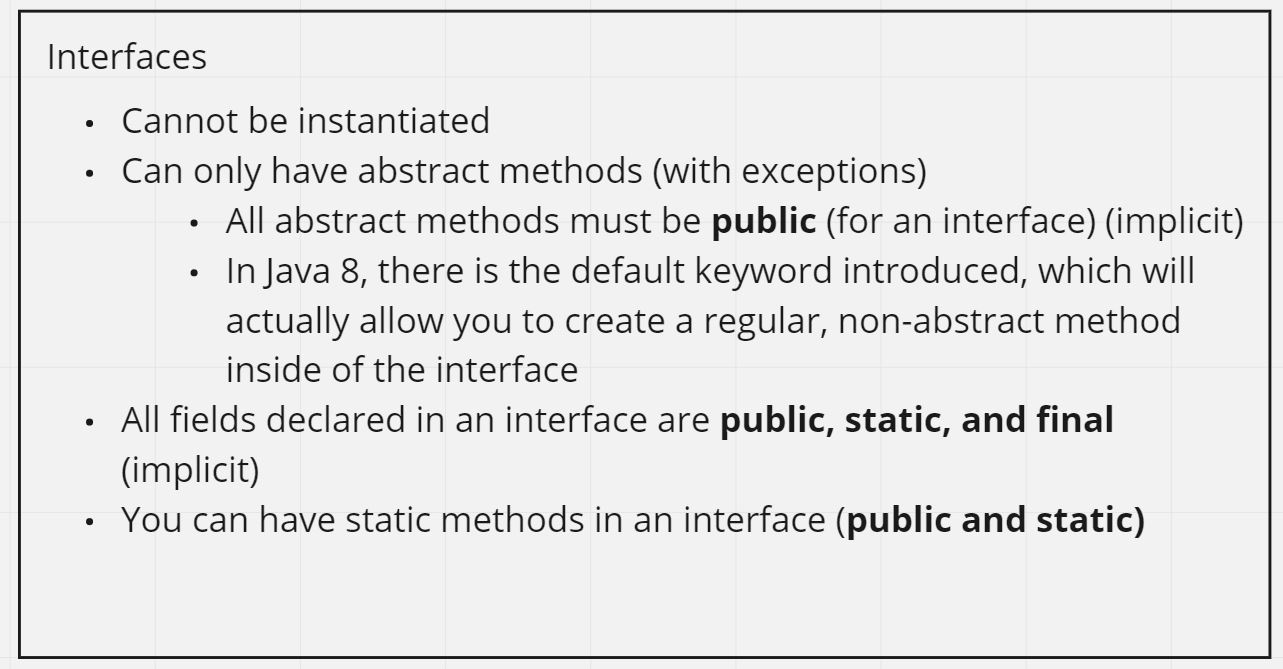 Interfaces
• Cannot be instantiated
• Can only have abstract methods (with exceptions)
• All abstract methods must be public (for an interface) (implicit)
• In Java 8, there is the default keyword introduced, which will
actually allow you to create a regular, non-abstract method
inside of the interface
• All fields declared in an interface are public, static, and final
(implicit)
• You can have static methods in an interface (public and static)